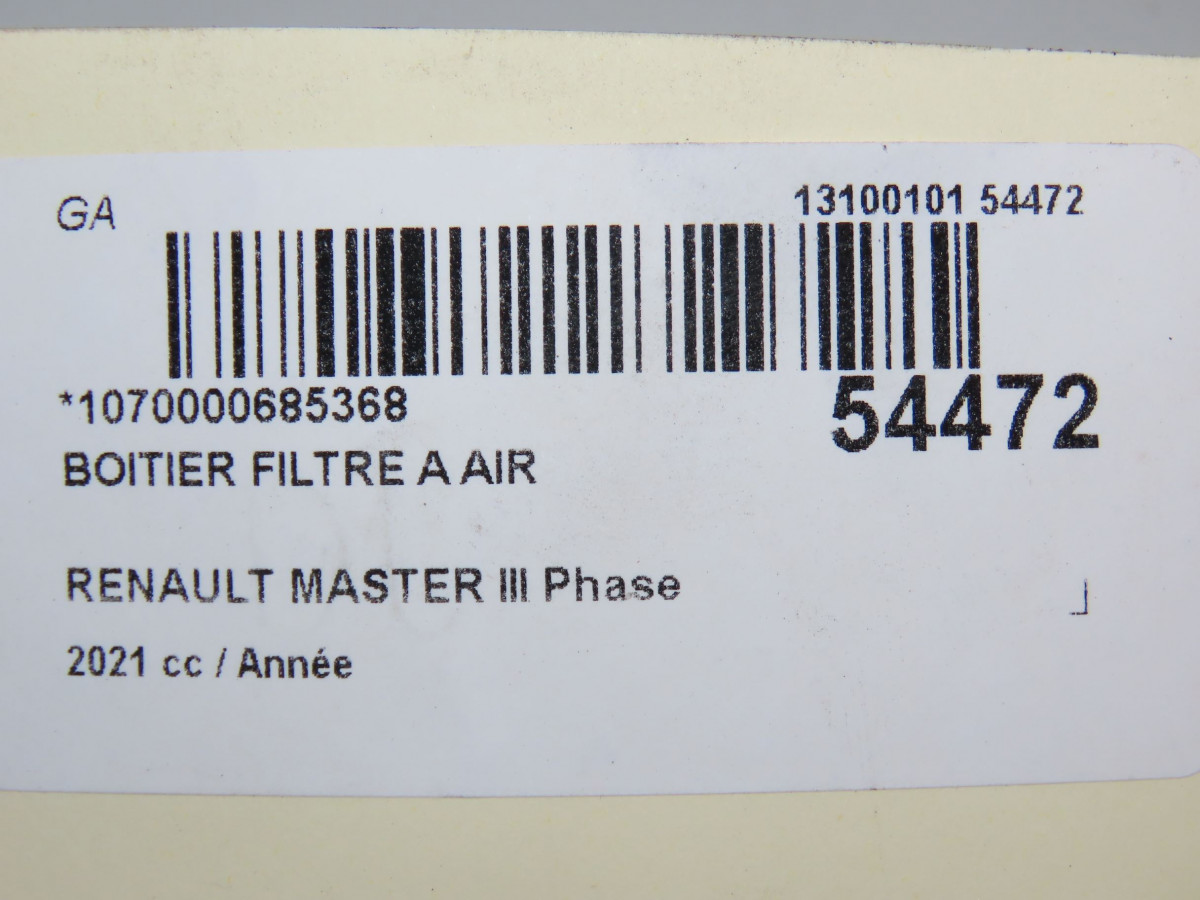 GA
13100101 54472
*1070000685368
54472
BOITIER FILTRE A AIR
RENAULT MASTER III Phase
2021 cc / Année